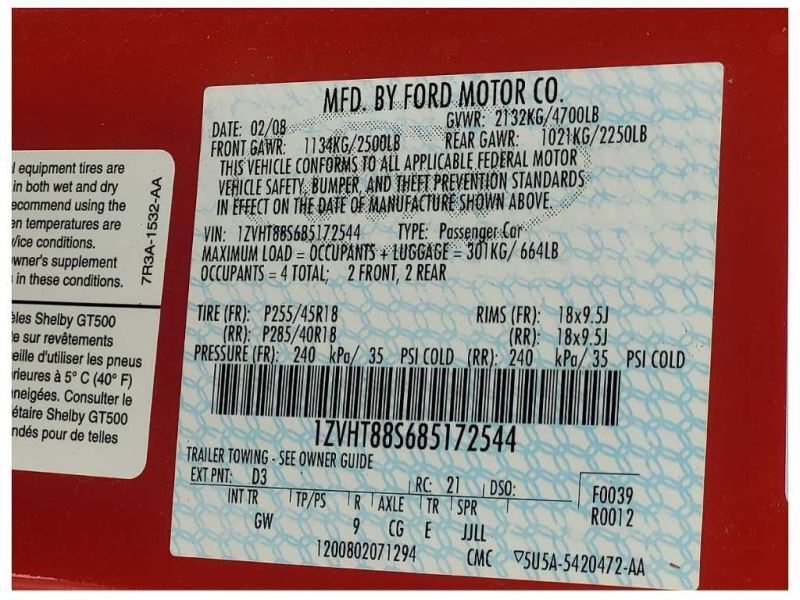 l equipment tires are
in both wet and dry
ecommend using the
en temperatures are
vice conditions.
wner's supplement
in these conditions.
7R3A-1532-AA
èles Shelby GT500
e sur revêtements
eille d'utiliser les pneus
érieures à 5° C (40° F)
nneigées. Consulter le
étaire Shelby GT500
ndés pour de telles
MFD. BY FORD MOTOR CO.
DATE: 02/08 GVWR: 2132KG/4700LB
FRONT GAWR: 1134KG/2500LB REAR GAWR: 1021KG/2250LB
THIS VEHICLE CONFORMS TO ALL APPLICABLE FEDERAL MOTOR
VEHICLE SAFETY, BUMPER, AND THEFT PREVENTION STANDARDS
IN EFFECT ON THE DATE OF MANUFACTURE SHOWN ABOVE.
VIN: 1ZVHT88S685172544 TYPE: Passenger Car
MAXIMUM LOAD = OCCUPANTS + LUGGAGE = 301KG/ 664LB
OCCUPANTS = 4 TOTAL; 2 FRONT, 2 REAR
TIRE (FR): P255/45R18 RIMS (FR): 18x9.5J
(RR): P285/40R18 (RR): 18x9.5J
PRESSURE (FR): 240 kPa/ 35 PSI COLD (RR): 240 kPa/ 35 PSI COLD
1ZVHT88S685172544
TRAILER TOWING - SEE OWNER GUIDE
EXT PNT: D3 RC: 21 DSO: F0039
INT TR TP/PS R AXLE TR SPR R0012
GW 9 CG E JJLL
1200802071294 CMC ▽5U5A-5420472-AA